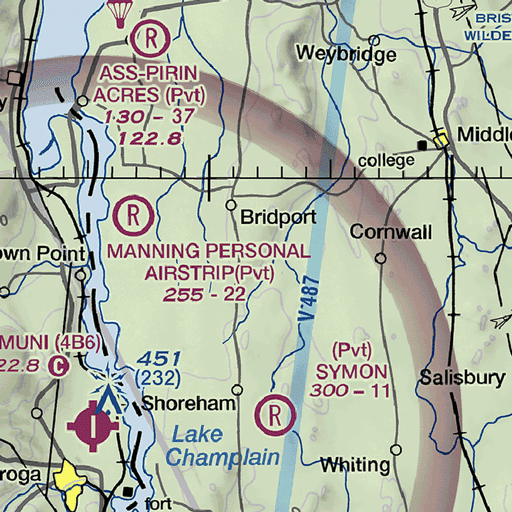 BRIS
WILDE
Weybridge
R
ASS-PIRIN
ACRES (Pvt)
130 - 37
122.8
y
Middle
college
R
Bridport
Cornwall
MANNING PERSONAL
AIRSTRIP(Pvt)
255 - 22
own Point
V 487
MUNI (4B6)
22.8 C
451
(232)
(Pvt)
SYMON
300 - 11
Salisbury
Shoreham
R
Lake
Champlain
Whiting
roga
fort